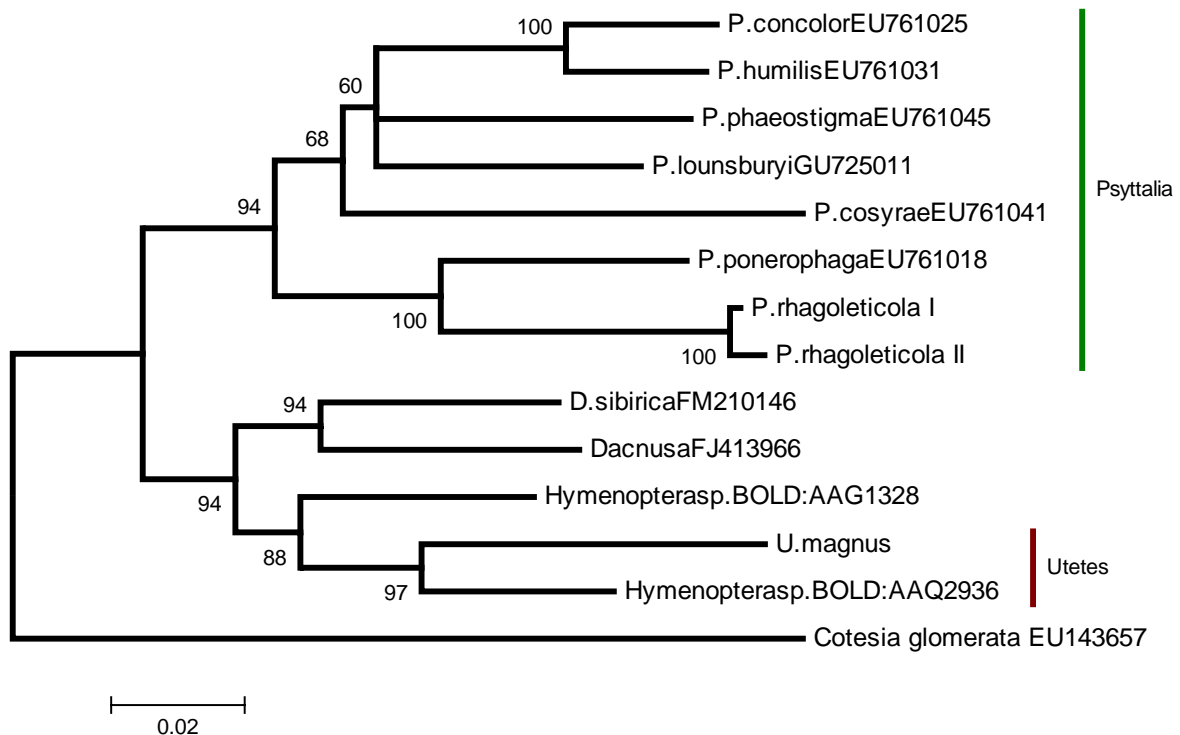 100
P.concolorEU761025
P.humilisEU761031
60
P.phaeostigmaEU761045
68
P.lounsburyiGU725011
Psyttalia
94
P.cosyraeEU761041
P.ponerophagaEU761018
P.rhagoleticola I
100
P.rhagoleticola II
100
94
D.sibiricaFM210146
DacnusaFJ413966
94
Hymenopterasp.BOLD:AAG1328
88
U.magnus
Utetes
97
Hymenopterasp.BOLD:AAQ2936
Cotesia glomerata EU143657
0.02